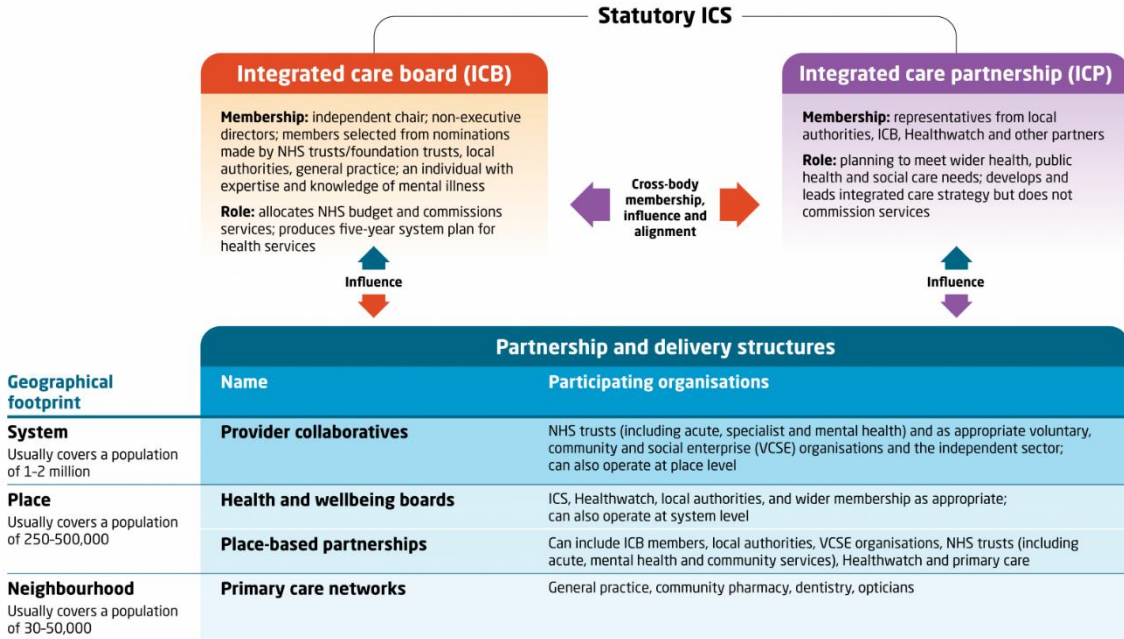 Statutory ICS
Integrated care board (ICB)
Membership: independent chair; non-executive
directors; members selected from nominations
made by NHS trusts/foundation trusts, local
authorities, general practice; an individual with
expertise and knowledge of mental illness
Role: allocates NHS budget and commissions
services; produces five-year system plan for
health services
Cross-body
membership,
influence and
alignment
Integrated care partnership (ICP)
Membership: representatives from local
authorities, ICB, Healthwatch and other partners
Role: planning to meet wider health, public
health and social care needs; develops and
leads integrated care strategy but does not
commission services
Influence
Influence
Partnership and delivery structures
Geographical
footprint
Name
Participating organisations
System
Usually covers a population
of 1–2 million
Provider collaboratives
NHS trusts (including acute, specialist and mental health) and as appropriate voluntary,
community and social enterprise (VCSE) organisations and the independent sector;
can also operate at place level
Place
Usually covers a population
of 250–500,000
Health and wellbeing boards
ICS, Healthwatch, local authorities, and wider membership as appropriate;
can also operate at system level
Place-based partnerships
Can include ICB members, local authorities, VCSE organisations, NHS trusts (including
acute, mental health and community services), Healthwatch and primary care
Neighbourhood
Usually covers a population
of 30–50,000
Primary care networks
General practice, community pharmacy, dentistry, opticians